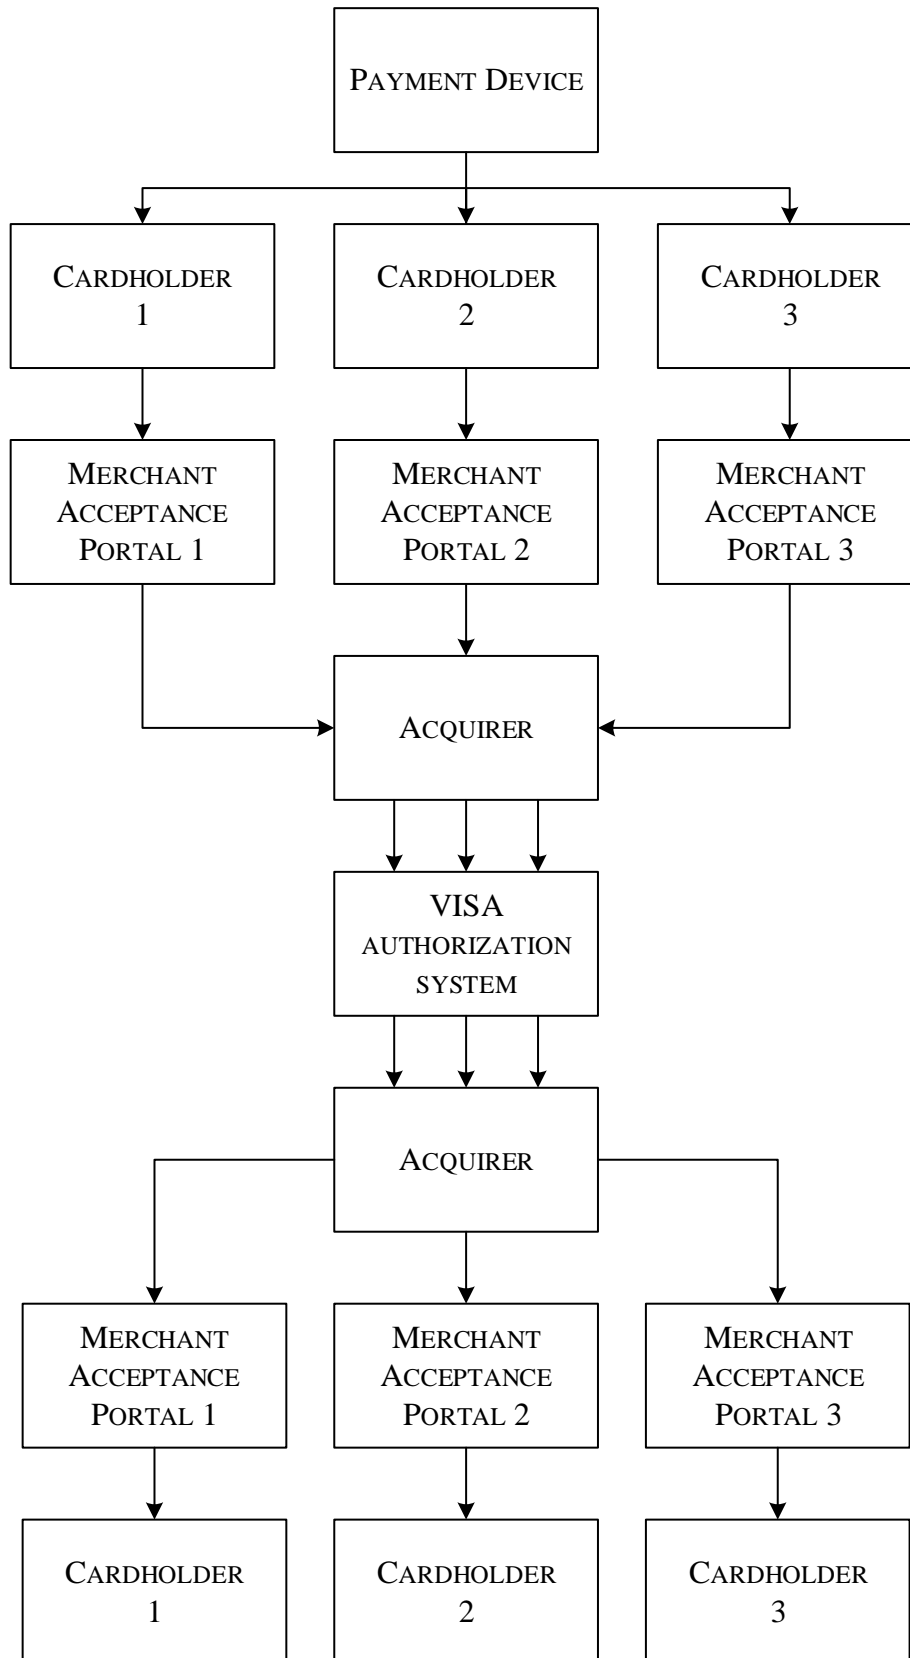 PAYMENT DEVICE
CARDHOLDER
1
CARDHOLDER
2
CARDHOLDER
3
MERCHANT
ACCEPTANCE
PORTAL 1
MERCHANT
ACCEPTANCE
PORTAL 2
MERCHANT
ACCEPTANCE
PORTAL 3
ACQUIRER
VISA
AUTHORIZATION
SYSTEM
ACQUIRER
MERCHANT
ACCEPTANCE
PORTAL 1
MERCHANT
ACCEPTANCE
PORTAL 2
MERCHANT
ACCEPTANCE
PORTAL 3
CARDHOLDER
1
CARDHOLDER
2
CARDHOLDER
3